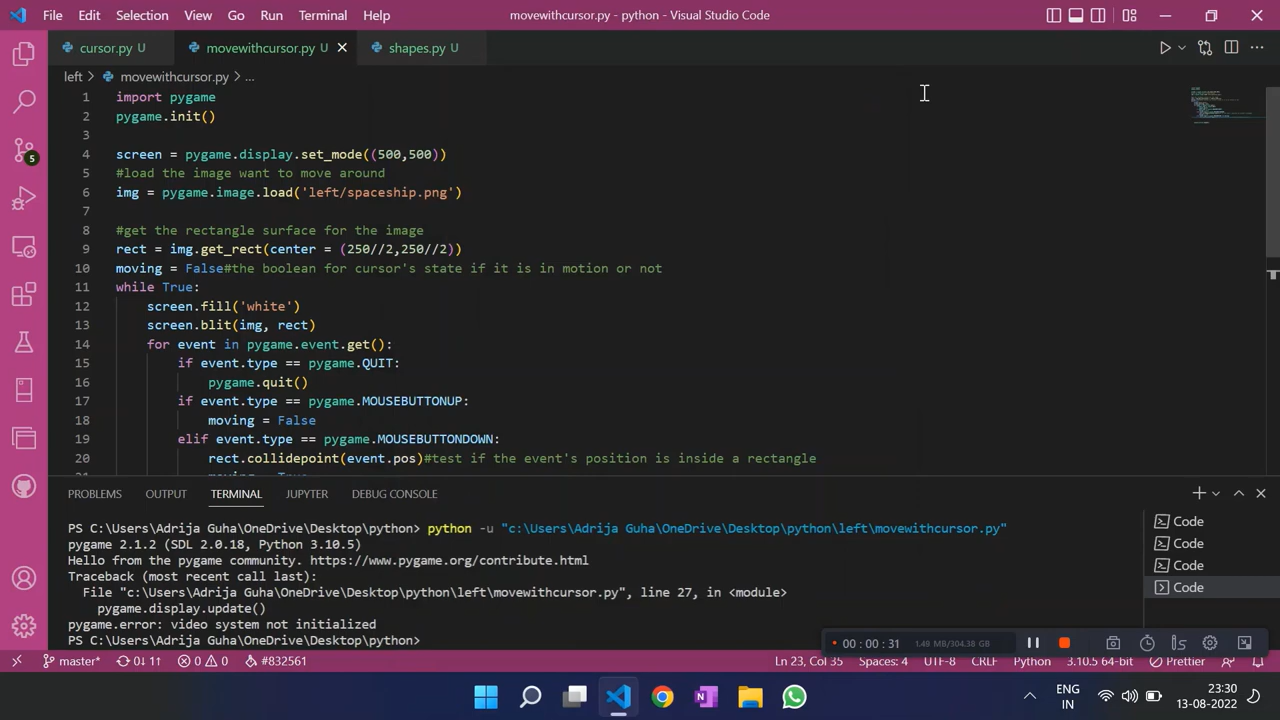 File Edit Selection View Go Run Terminal Help movewithcursor.py - python - Visual Studio Code
cursor.py U movewithcursor.py U shapes.py U
left > movewithcursor.py > ...
1 import pygame
2 pygame.init()
3
4 screen = pygame.display.set_mode((500,500))
5 #load the image want to move around
6 img = pygame.image.load('left/spaceship.png')
7
8 #get the rectangle surface for the image
9 rect = img.get_rect(center = (250//2,250//2))
10 moving = False#the boolean for cursor's state if it is in motion or not
11 while True:
12 screen.fill('white')
13 screen.blit(img, rect)
14 for event in pygame.event.get():
15 if event.type == pygame.QUIT:
16 pygame.quit()
17 if event.type == pygame.MOUSEBUTTONUP:
18 moving = False
19 elif event.type == pygame.MOUSEBUTTONDOWN:
20 rect.collidepoint(event.pos)#test if the event's position is inside a rectangle
5
PROBLEMS OUTPUT TERMINAL JUPYTER DEBUG CONSOLE
PS C:\Users\Adrija Guha\OneDrive\Desktop\python> python -u "c:\Users\Adrija Guha\OneDrive\Desktop\python\left\movewithcursor.py"
pygame 2.1.2 (SDL 2.0.18, Python 3.10.5)
Hello from the pygame community. https://www.pygame.org/contribute.html
Traceback (most recent call last):
File "c:\Users\Adrija Guha\OneDrive\Desktop\python\left\movewithcursor.py", line 27, in <module>
pygame.display.update()
pygame.error: video system not initialized
PS C:\Users\Adrija Guha\OneDrive\Desktop\python>
Code
Code
Code
Code
00:00:31 1.49 MB/304.38 GB
master* 0↓ 1↑ 0 0 #832561 Ln 23, Col 35 Spaces: 4 UTF-8 CRLF Python 3.10.5 64-bit Prettier
ENG
IN
23:30
13-08-2022